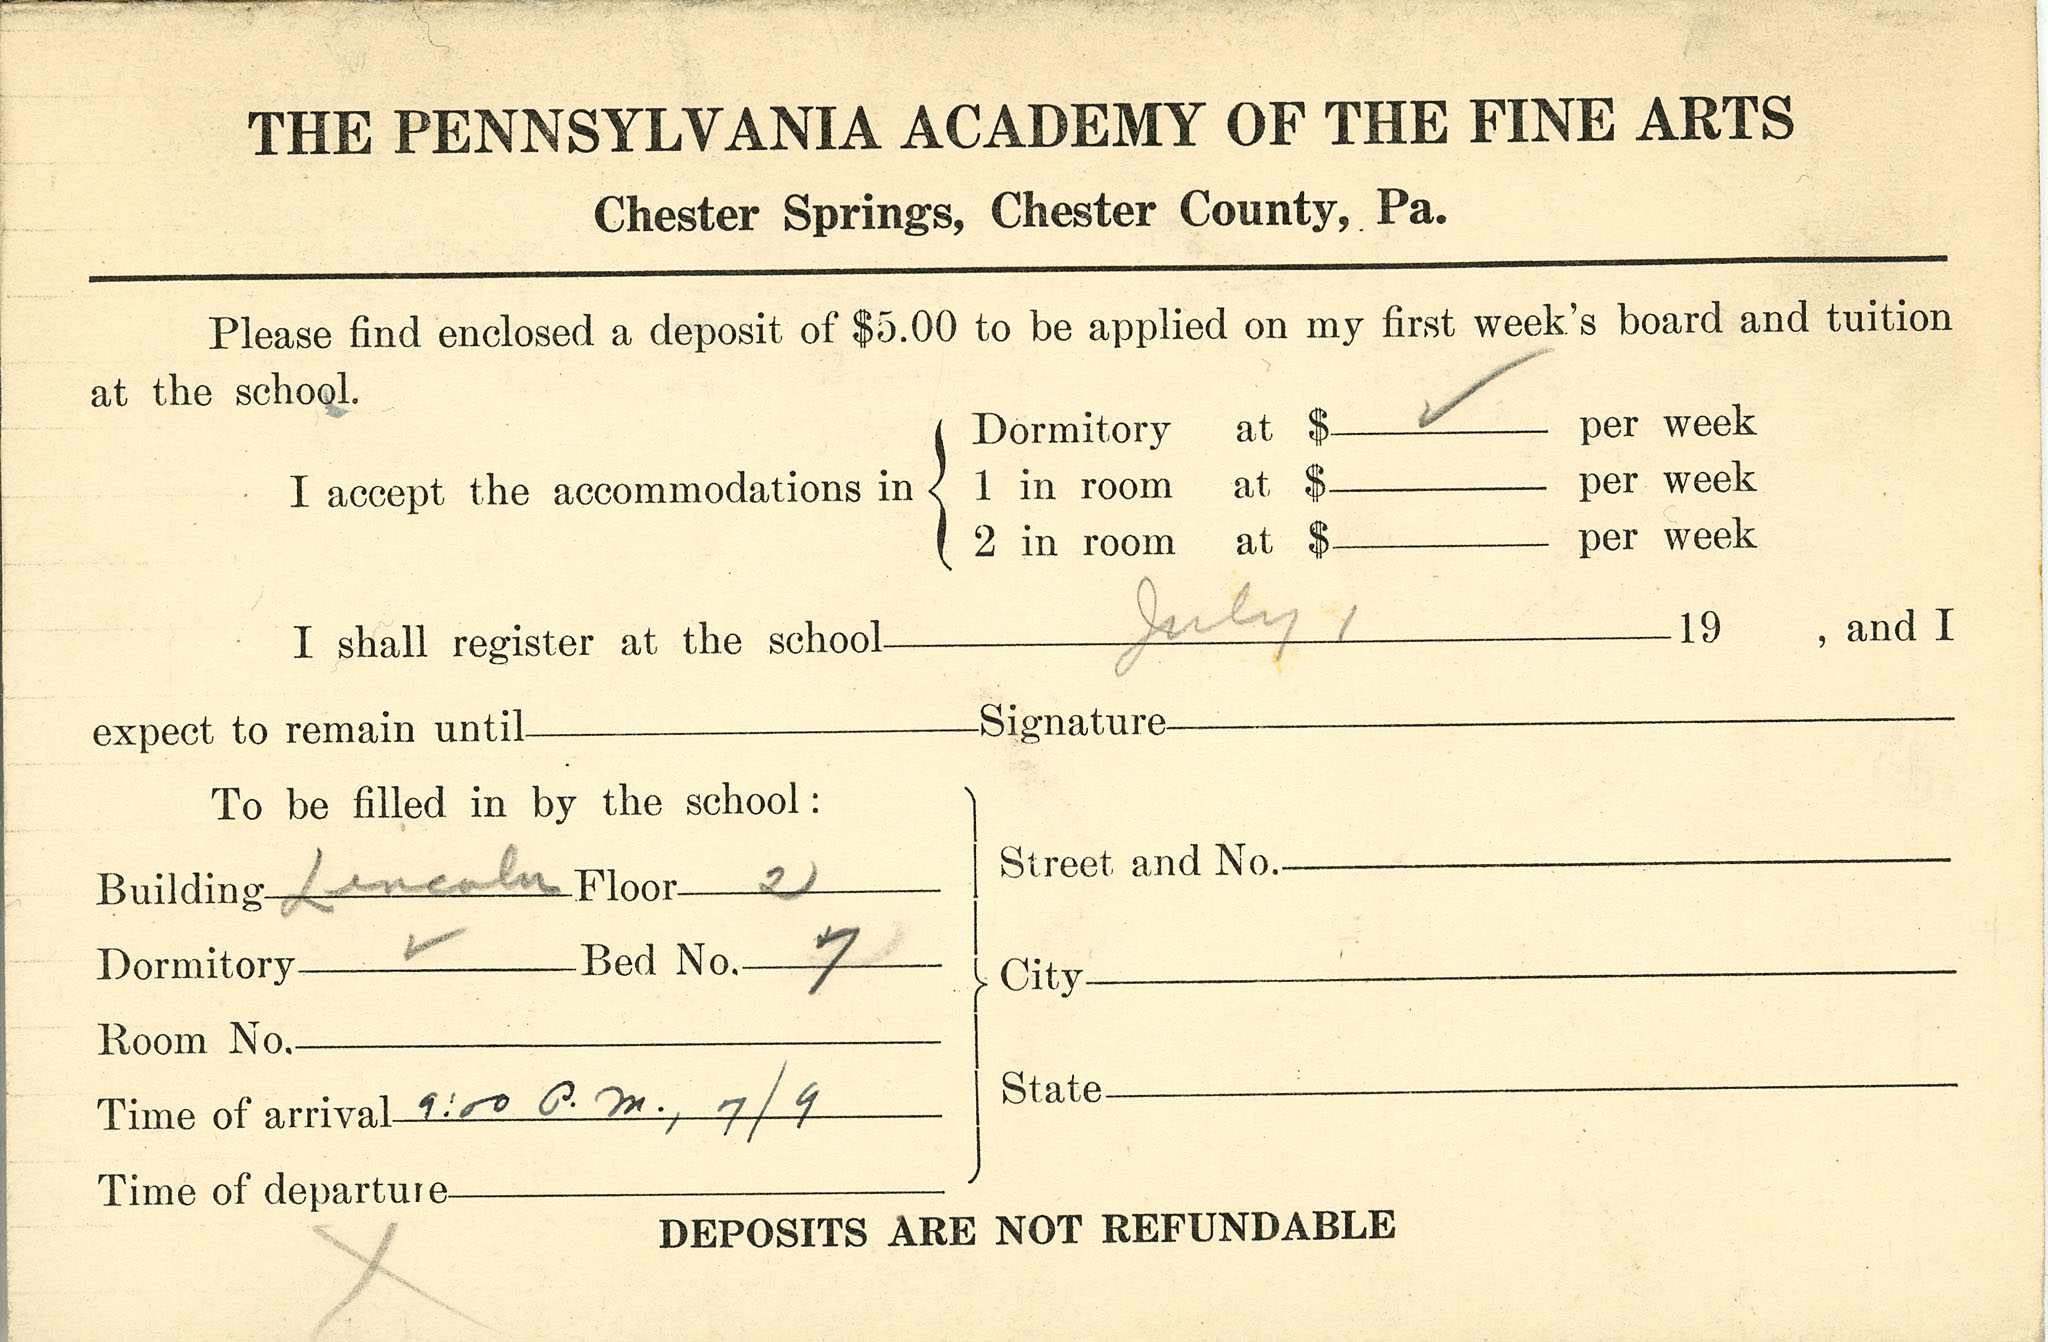 THE PENNSYLVANIA ACADEMY OF THE FINE ARTS
Chester Springs, Chester County, Pa.
Please find enclosed a deposit of $5.00 to be applied on my first week's board and tuition
at the school.
I accept the accommodations in
Dormitory at $ ✓ per week
1 in room at $ per week
2 in room at $ per week
I shall register at the school July 1 19 , and I
expect to remain until Signature
To be filled in by the school:
Building Lincoln Floor 2
Dormitory ✓ Bed No. 7
Room No.
Time of arrival 9:00 P.M., 7/9
Time of departure
Street and No.
City
State
DEPOSITS ARE NOT REFUNDABLE
X